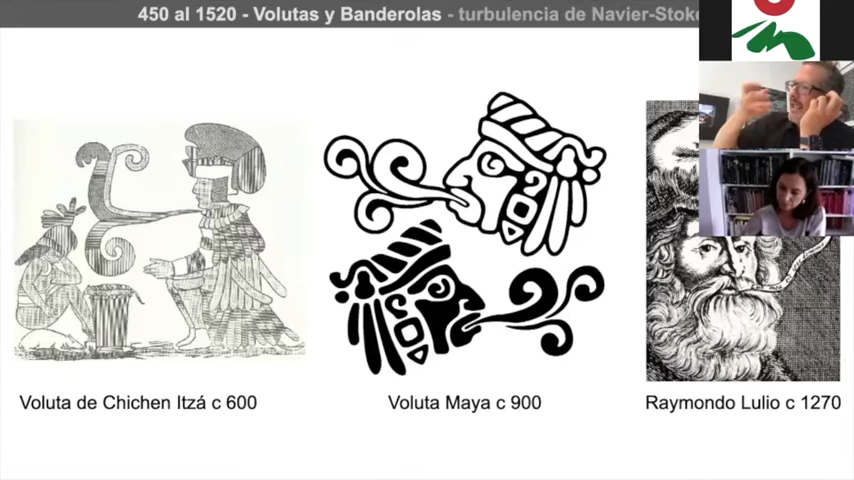 450 al 1520 - Volutas y Banderolas - turbulencia de Navier-Stok
Voluta de Chichen Itzá c 600
Voluta Maya c 900
Raymondo Lulio c 1270